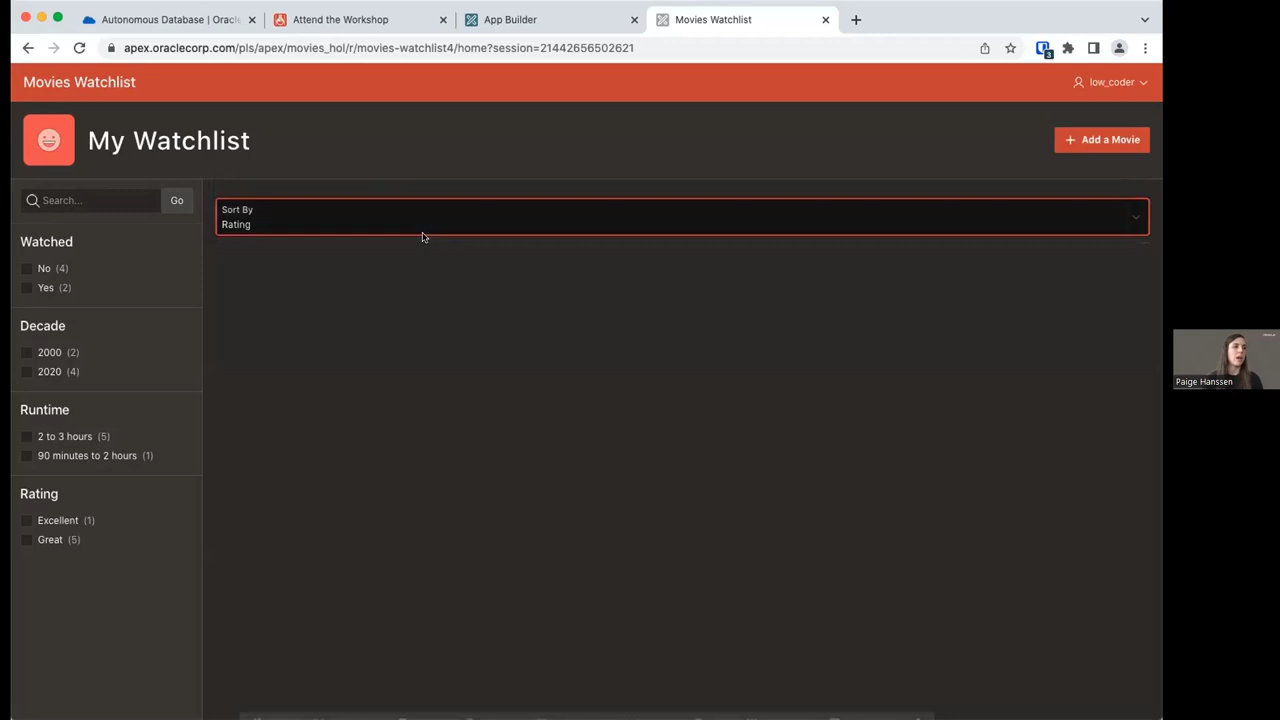 Autonomous Database | Oracle
Attend the Workshop
App Builder
Movies Watchlist
apex.oraclecorp.com/pls/apex/movies_hol/r/movies-watchlist4/home?session=21442656502621
3
Movies Watchlist
low_coder
My Watchlist
+ Add a Movie
Search...
Go
Sort By
Rating
Watched
No (4)
Yes (2)
Decade
2000 (2)
2020 (4)
Runtime
2 to 3 hours (5)
90 minutes to 2 hours (1)
Rating
Excellent (1)
Great (5)
Paige Hanssen